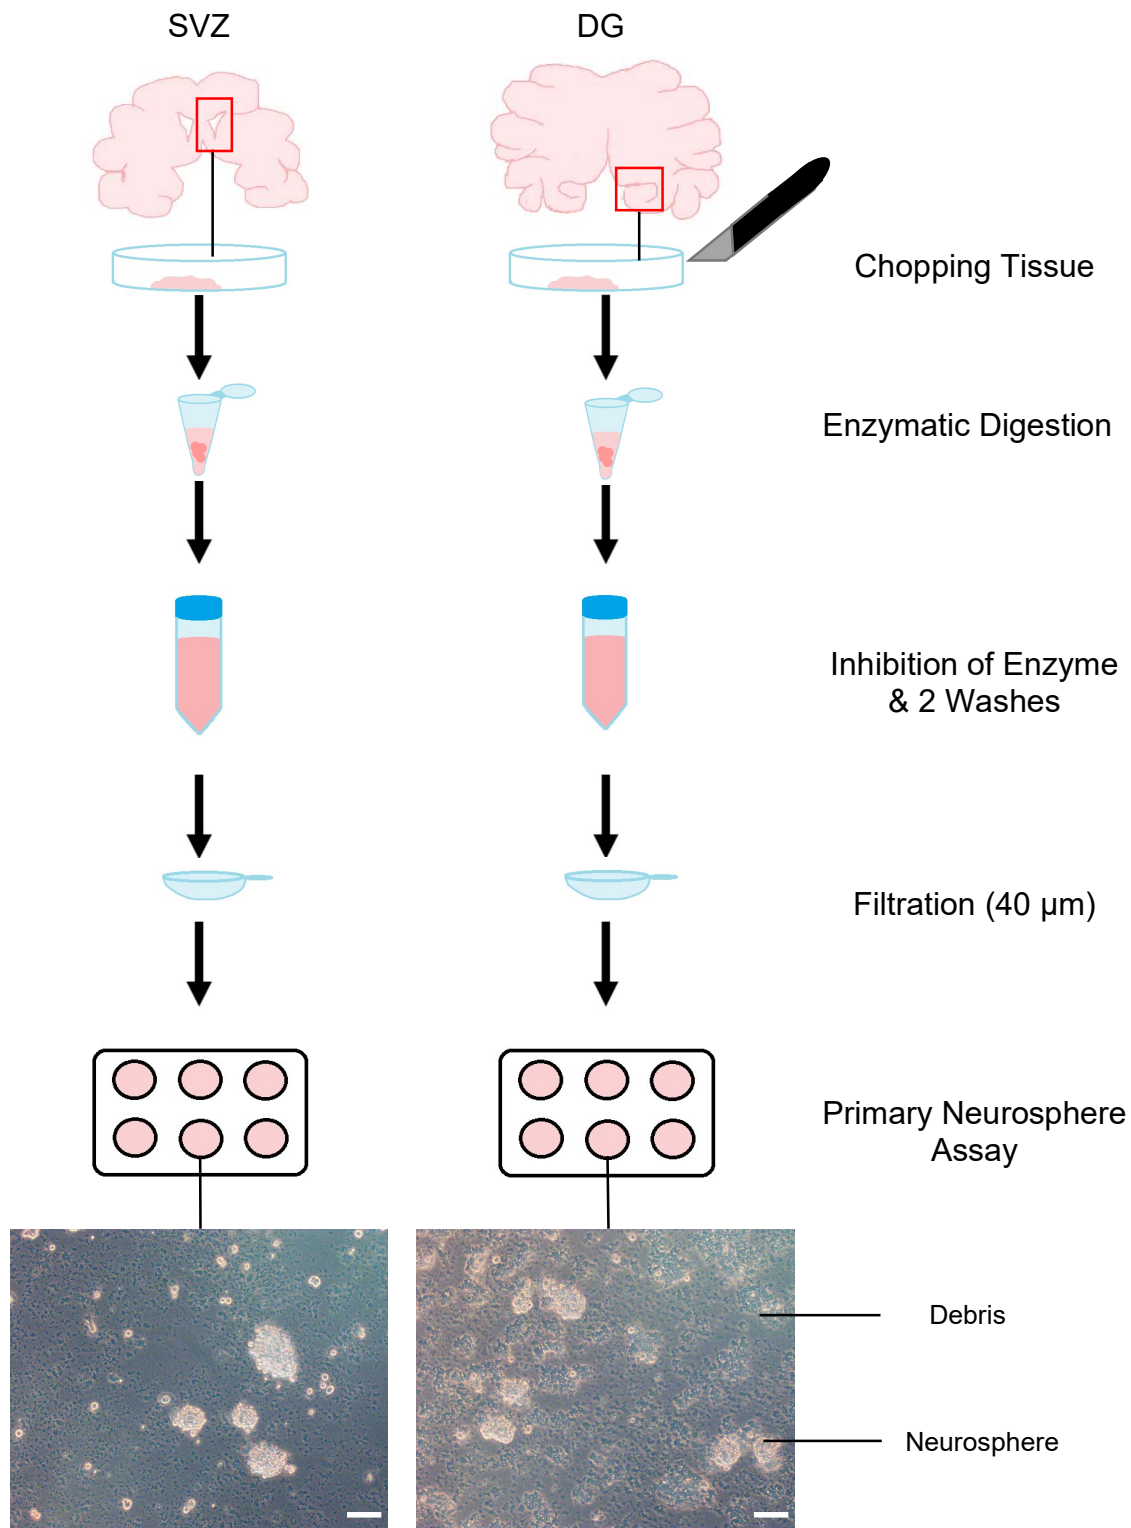 SVZ
DG
Chopping Tissue
Enzymatic Digestion
Inhibition of Enzyme
& 2 Washes
Filtration (40 µm)
Primary Neurosphere
Assay
Debris
Neurosphere